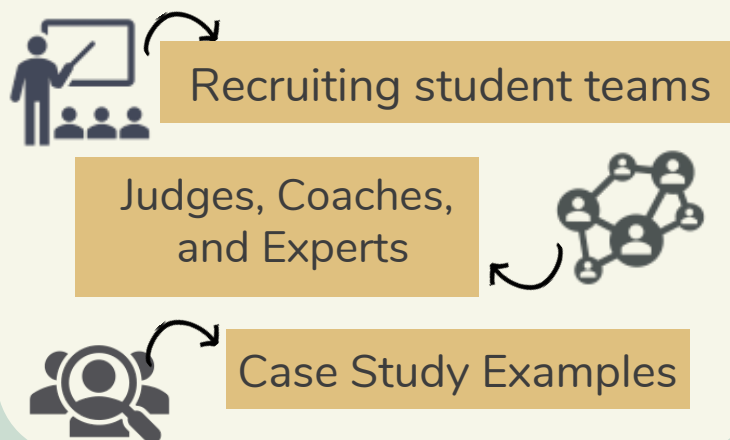 Recruiting student teams
Judges, Coaches,
and Experts
Case Study Examples